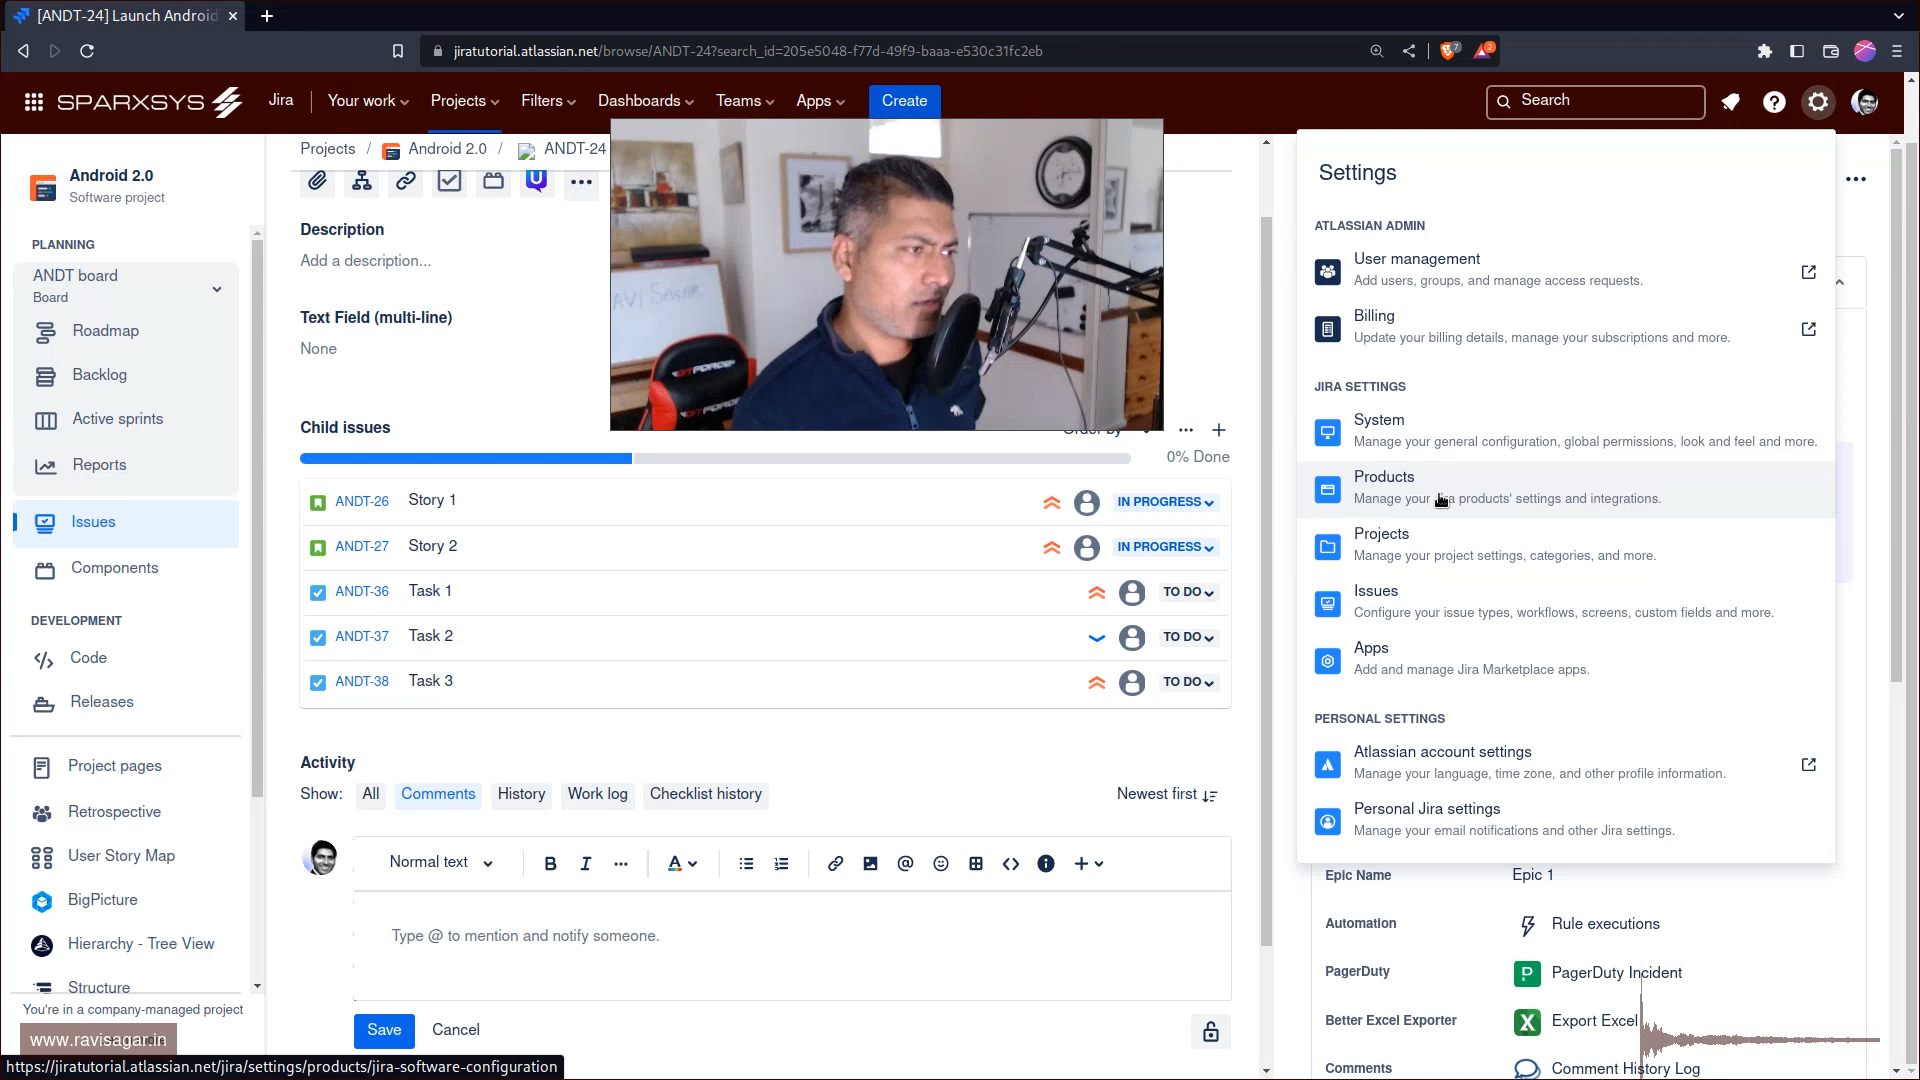 [ANDT-24] Launch Android
jiratutorial.atlassian.net/browse/ANDT-24?search_id=205e5048-f77d-49f9-baaa-e530c31fc2eb
7
2
SPARXSYS
Jira
Your work
Projects
Filters
Dashboards
Teams
Apps
Create
Search
Android 2.0
Software project
PLANNING
ANDT board
Board
Roadmap
Backlog
Active sprints
Reports
Issues
Components
DEVELOPMENT
Code
Releases
Project pages
Retrospective
User Story Map
BigPicture
Hierarchy - Tree View
Structure
You're in a company-managed project
www.ravisagar.in
https://jiratutorial.atlassian.net/jira/settings/products/jira-software-configuration
Projects / Android 2.0 / ANDT-24
Description
Add a description...
Text Field (multi-line)
None
Child issues
Order by
0% Done
ANDT-26 Story 1 IN PROGRESS
ANDT-27 Story 2 IN PROGRESS
ANDT-36 Task 1 TO DO
ANDT-37 Task 2 TO DO
ANDT-38 Task 3 TO DO
Activity
Show: All Comments History Work log Checklist history Newest first
Normal text
Type @ to mention and notify someone.
Save Cancel
Settings
ATLASSIAN ADMIN
User management
Add users, groups, and manage access requests.
Billing
Update your billing details, manage your subscriptions and more.
JIRA SETTINGS
System
Manage your general configuration, global permissions, look and feel and more.
Products
Manage your Jira products' settings and integrations.
Projects
Manage your project settings, categories, and more.
Issues
Configure your issue types, workflows, screens, custom fields and more.
Apps
Add and manage Jira Marketplace apps.
PERSONAL SETTINGS
Atlassian account settings
Manage your language, time zone, and other profile information.
Personal Jira settings
Manage your email notifications and other Jira settings.
Epic Name Epic 1
Automation Rule executions
PagerDuty PagerDuty Incident
Better Excel Exporter Export Excel
Comments Comment History Log